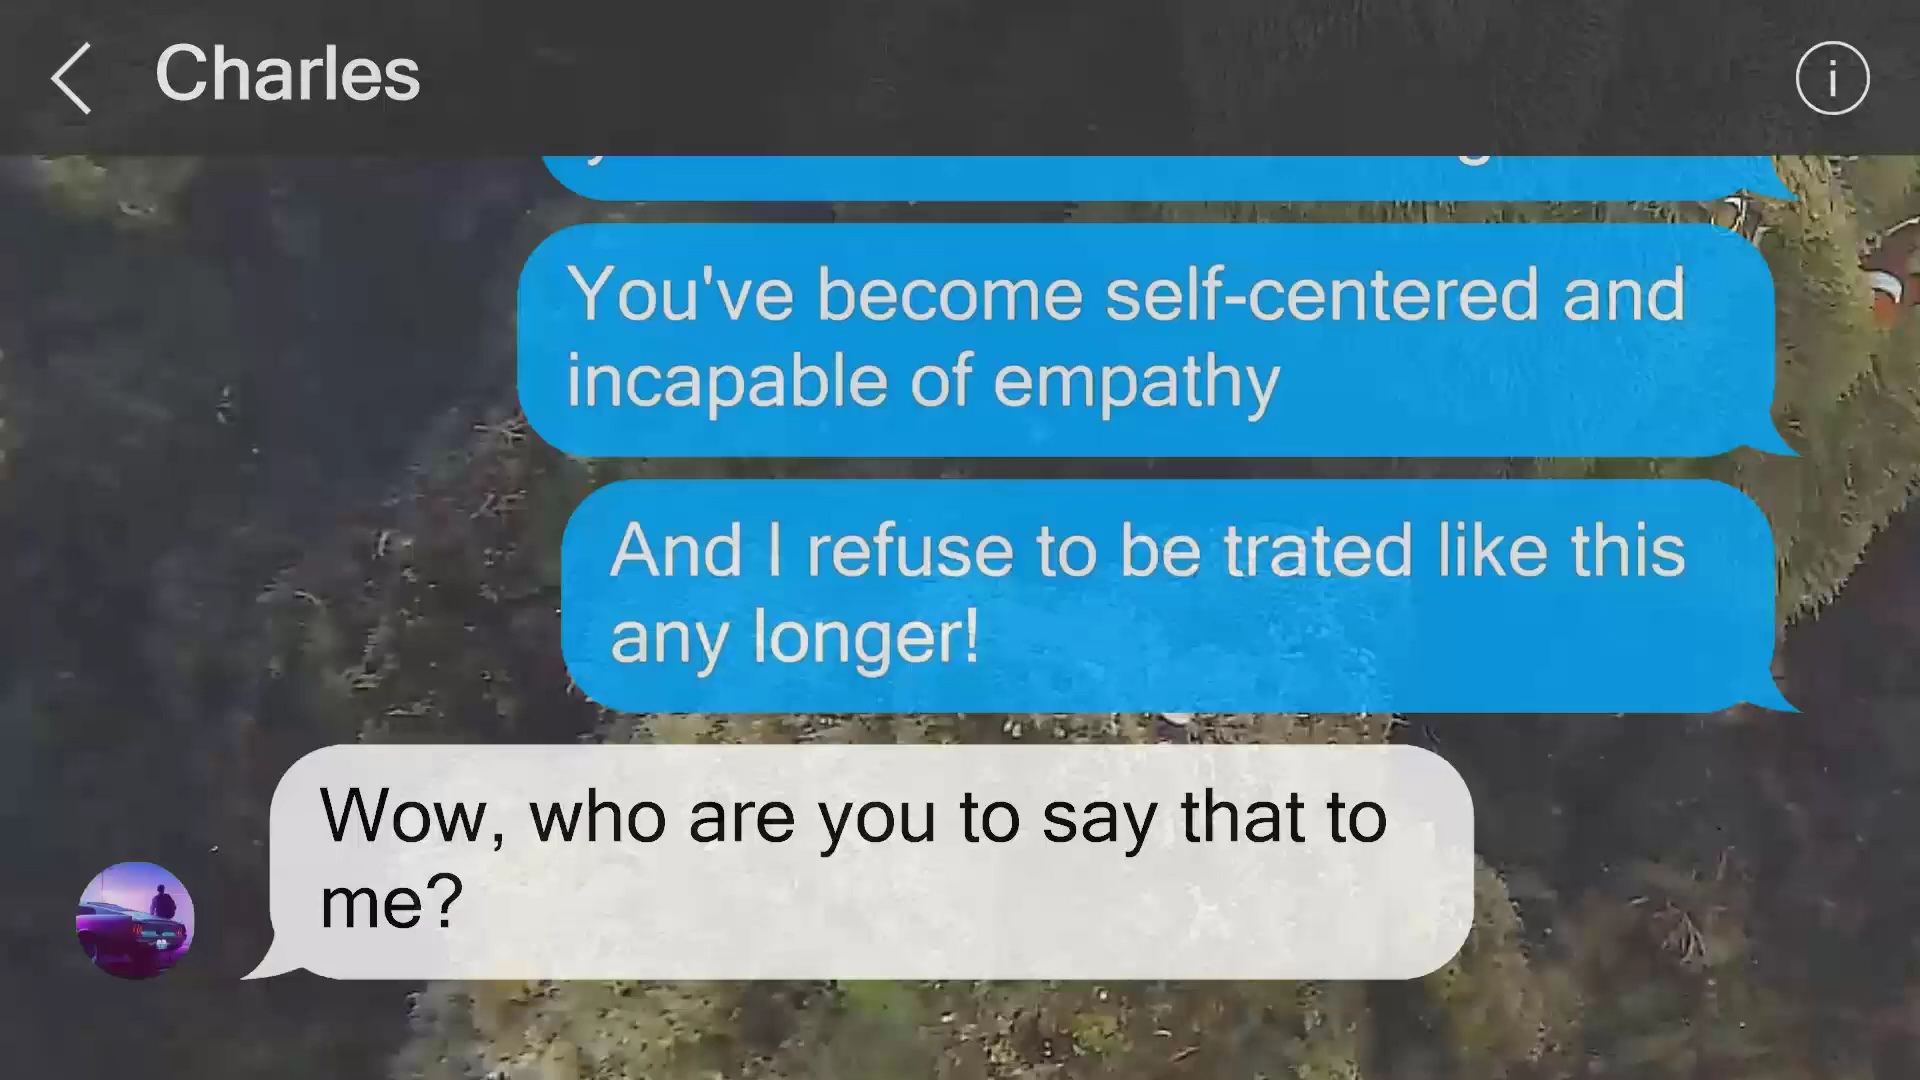 Charles
You've become self-centered and
incapable of empathy
And I refuse to be trated like this
any longer!
Wow, who are you to say that to
me?